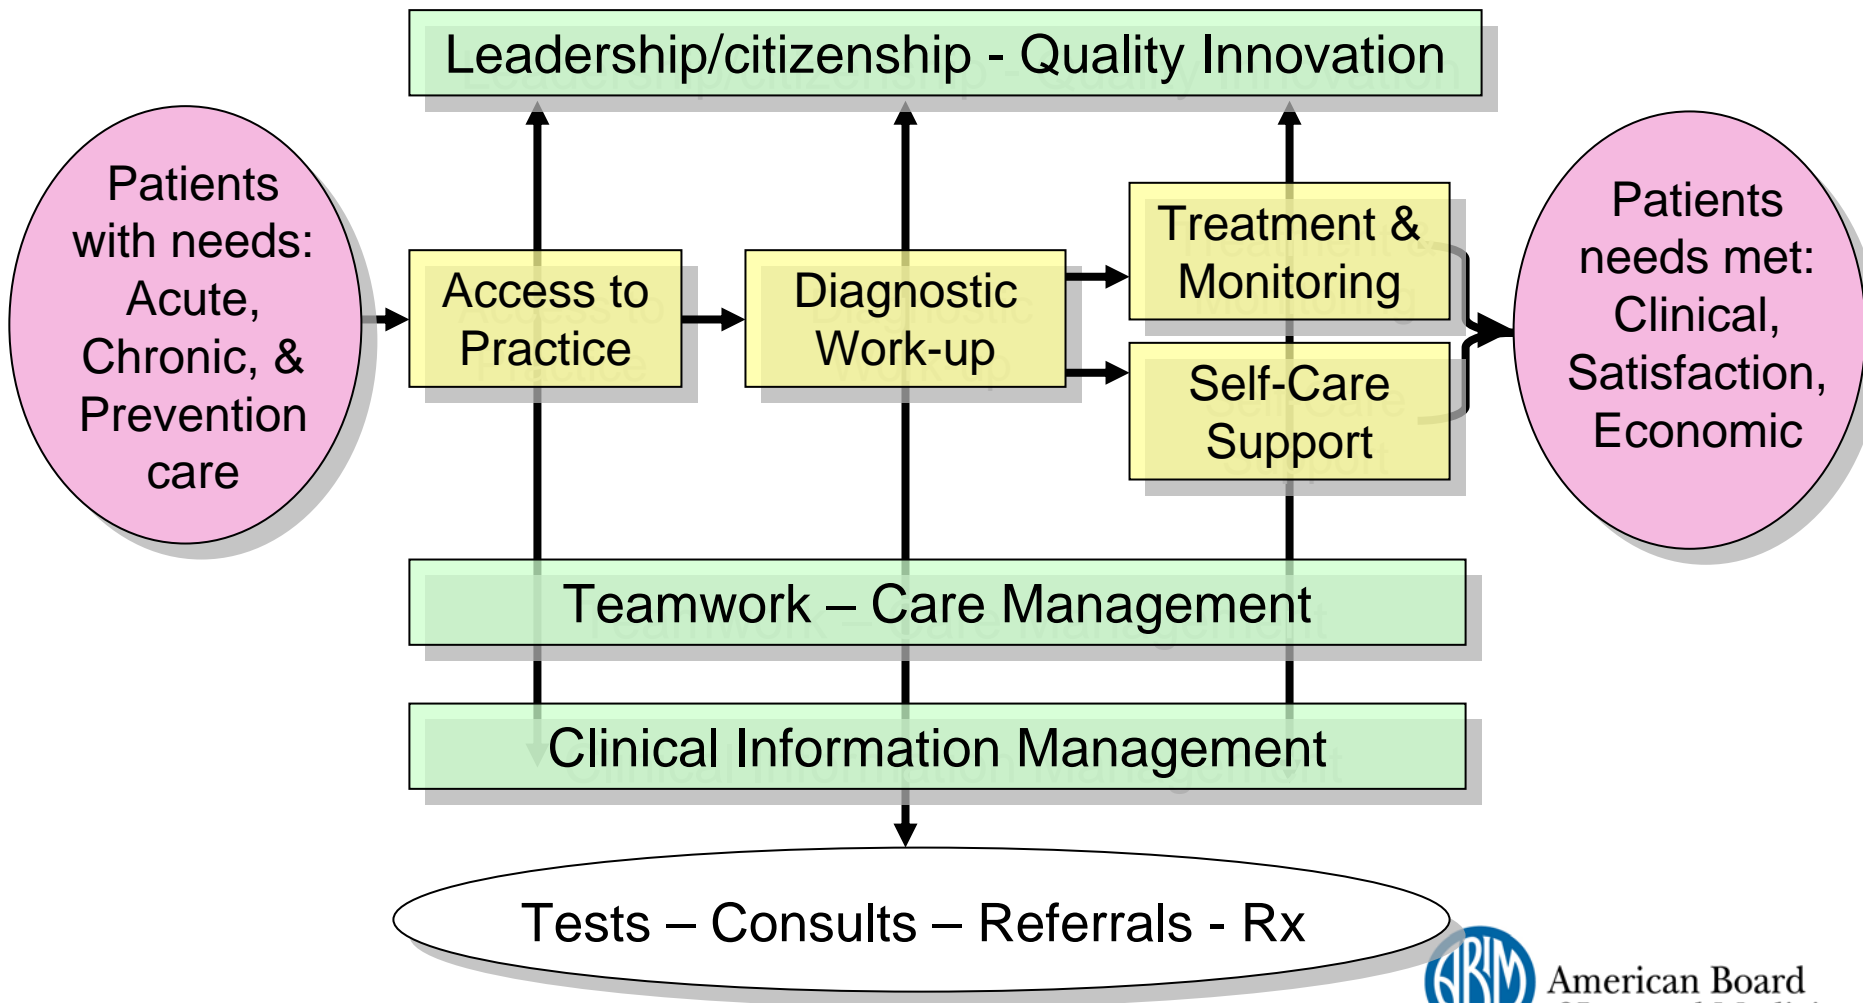 Leadership/citizenship - Quality Innovation
Patients
with needs:
Acute,
Chronic, &
Prevention
care
Access to
Practice
Diagnostic
Work-up
Treatment &
Monitoring
Self-Care
Support
Patients
needs met:
Clinical,
Satisfaction,
Economic
Teamwork – Care Management
Clinical Information Management
Tests – Consults – Referrals - Rx
ABIM
American Board